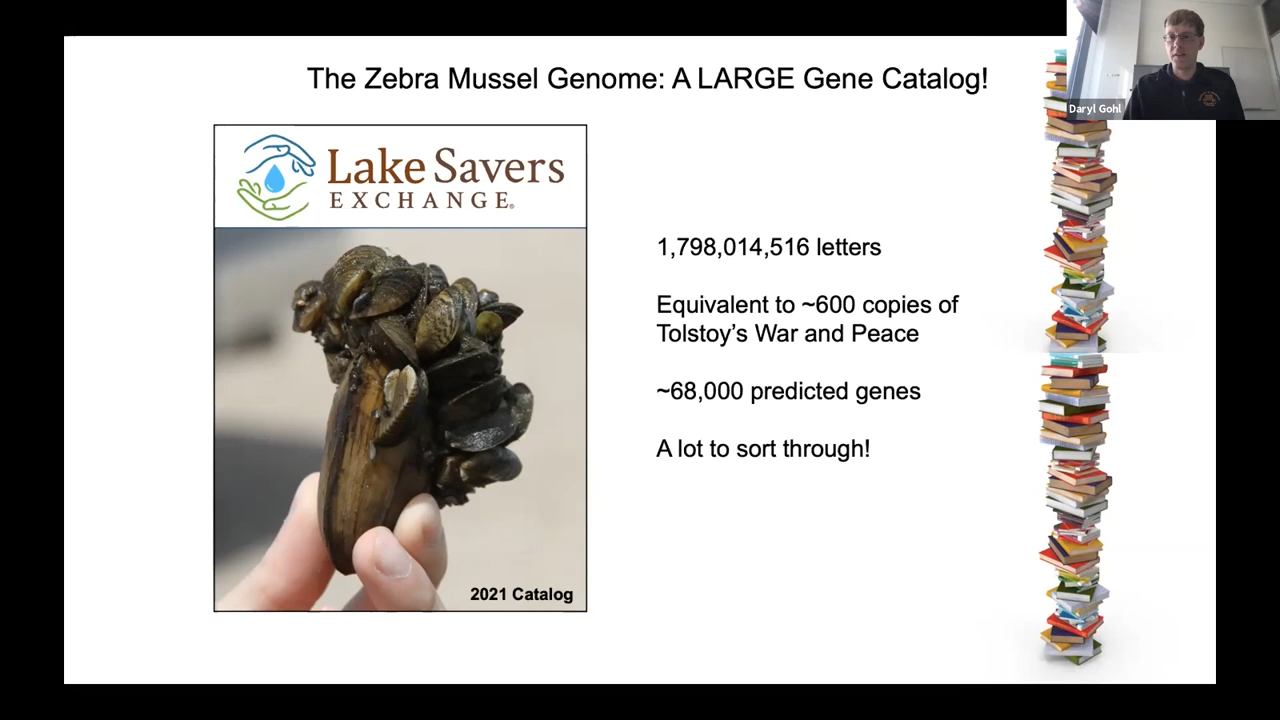 The Zebra Mussel Genome: A LARGE Gene Catalog!
Daryl Gohl
Lake Savers
EXCHANGE®
1,798,014,516 letters
Equivalent to ~600 copies of
Tolstoy’s War and Peace
~68,000 predicted genes
A lot to sort through!
2021 Catalog